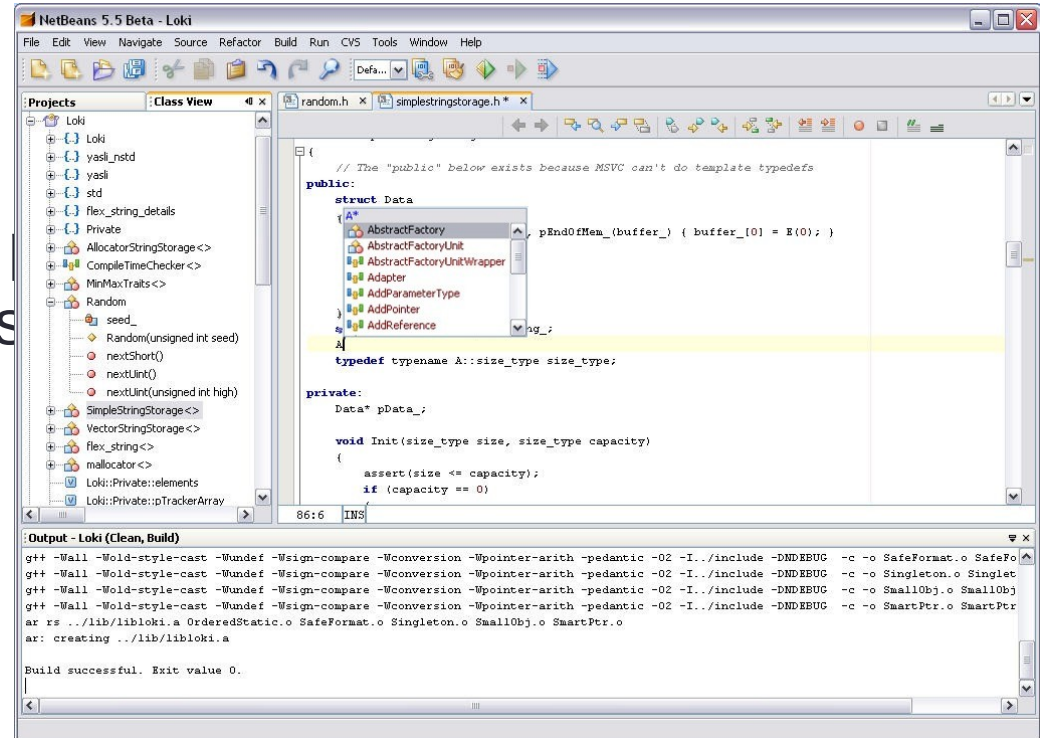 NetBeans 5.5 Beta - Loki
File Edit View Navigate Source Refactor Build Run CVS Tools Window Help
Defa...
Projects
Class View
Loki
{..} Loki
{..} yasli_nstd
{..} yasli
{..} std
{..} flex_string_details
{..} Private
AllocatorStringStorage<>
CompileTimeChecker<>
MinMaxTraits<>
Random
seed_
Random(unsigned int seed)
nextShort()
nextUint()
nextUint(unsigned int high)
SimpleStringStorage<>
VectorStringStorage<>
flex_string<>
mallocator<>
Loki::Private::elements
Loki::Private::pTrackerArray
random.h
simplestringstorage.h *
{
// The "public" below exists because MSVC can't do template typedefs
public:
struct Data
{
A*
AbstractFactory
AbstractFactoryUnit
AbstractFactoryUnitWrapper
Adapter
AddParameterType
AddPointer
AddReference
, pEndOfMem_(buffer_) { buffer_[0] = E(0); }
}
ng_;
A
typedef typename A::size_type size_type;
private:
Data* pData_;
void Init(size_type size, size_type capacity)
{
assert(size <= capacity);
if (capacity == 0)
86:6 INS
Output - Loki (Clean, Build)
g++ -Wall -Wold-style-cast -Wundef -Wsign-compare -Wconversion -Wpointer-arith -pedantic -O2 -I../include -DNDEBUG -c -o SafeFormat.o SafeFo
g++ -Wall -Wold-style-cast -Wundef -Wsign-compare -Wconversion -Wpointer-arith -pedantic -O2 -I../include -DNDEBUG -c -o Singleton.o Singlet
g++ -Wall -Wold-style-cast -Wundef -Wsign-compare -Wconversion -Wpointer-arith -pedantic -O2 -I../include -DNDEBUG -c -o SmallObj.o SmallObj
g++ -Wall -Wold-style-cast -Wundef -Wsign-compare -Wconversion -Wpointer-arith -pedantic -O2 -I../include -DNDEBUG -c -o SmartPtr.o SmartPtr
ar rs ../lib/libloki.a OrderedStatic.o SafeFormat.o Singleton.o SmallObj.o SmartPtr.o
ar: creating ../lib/libloki.a
Build successful. Exit value 0.